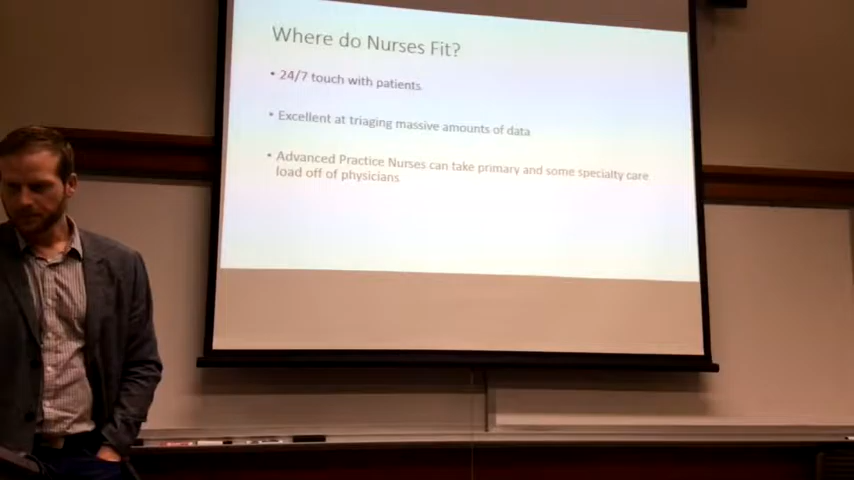 Where do Nurses Fit?
• 24/7 touch with patients.
• Excellent at triaging massive amounts of data
• Advanced Practice Nurses can take primary and some specialty care
load off of physicians